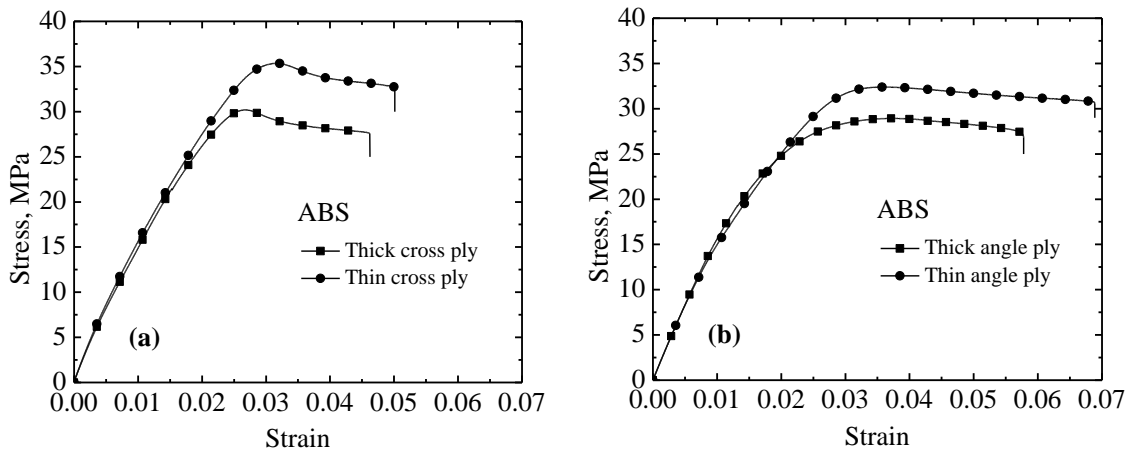 40
35
30
25
20
15
10
5
0
Stress, MPa
ABS
Thick cross ply
Thin cross ply
(a)
0.00 0.01 0.02 0.03 0.04 0.05 0.06 0.07
Strain
40
35
30
25
20
15
10
5
0
Stress, MPa
ABS
Thick angle ply
Thin angle ply
(b)
0.00 0.01 0.02 0.03 0.04 0.05 0.06 0.07
Strain